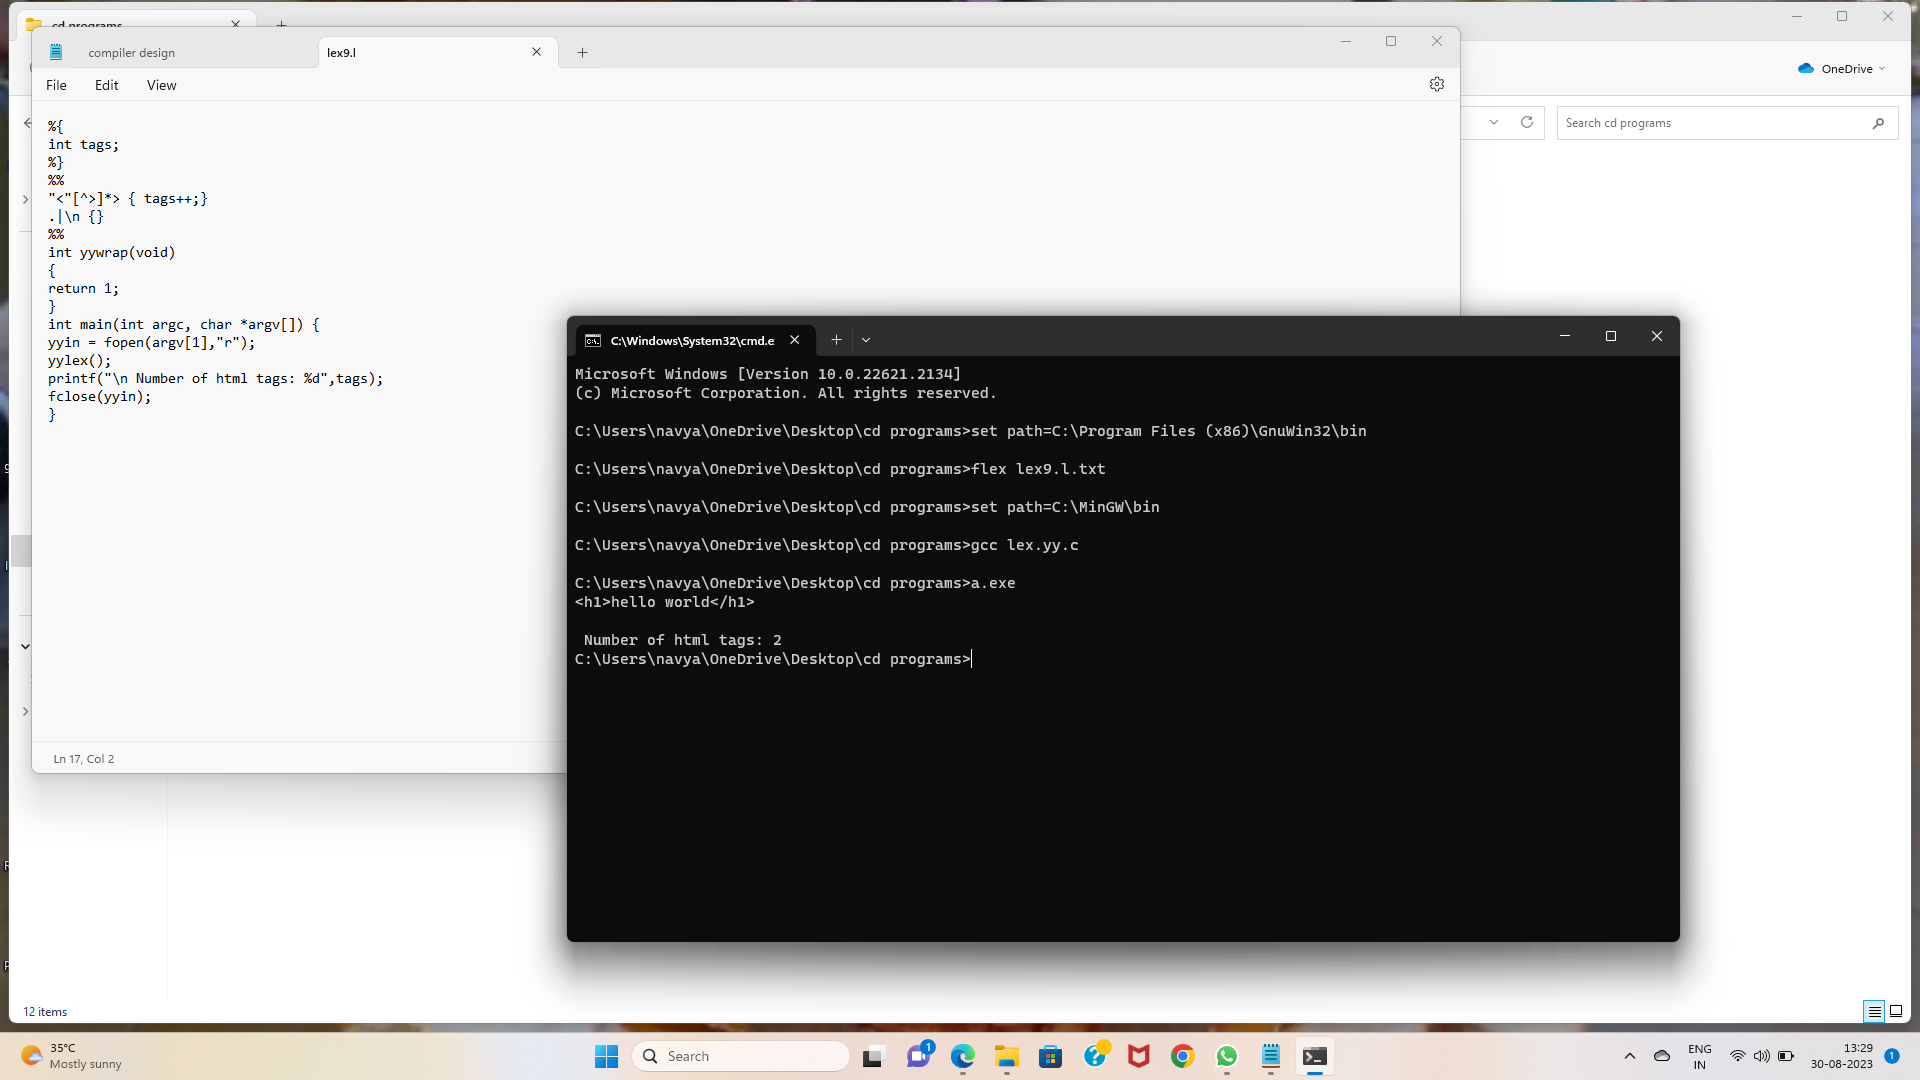 cd programs
compiler design
lex9.l
File
Edit
View
OneDrive
Search cd programs
%{
int tags;
%}
%%
"<"[^>]*> { tags++;}
.|\n {}
%%
int yywrap(void)
{
return 1;
}
int main(int argc, char *argv[]) {
yyin = fopen(argv[1],"r");
yylex();
printf("\n Number of html tags: %d",tags);
fclose(yyin);
}
Ln 17, Col 2
C:\Windows\System32\cmd.e
Microsoft Windows [Version 10.0.22621.2134]
(c) Microsoft Corporation. All rights reserved.
C:\Users\navya\OneDrive\Desktop\cd programs>set path=C:\Program Files (x86)\GnuWin32\bin
C:\Users\navya\OneDrive\Desktop\cd programs>flex lex9.l.txt
C:\Users\navya\OneDrive\Desktop\cd programs>set path=C:\MinGW\bin
C:\Users\navya\OneDrive\Desktop\cd programs>gcc lex.yy.c
C:\Users\navya\OneDrive\Desktop\cd programs>a.exe
<h1>hello world</h1>
Number of html tags: 2
C:\Users\navya\OneDrive\Desktop\cd programs>
12 items
35°C
Mostly sunny
Search
1
ENG
IN
13:29
30-08-2023
1